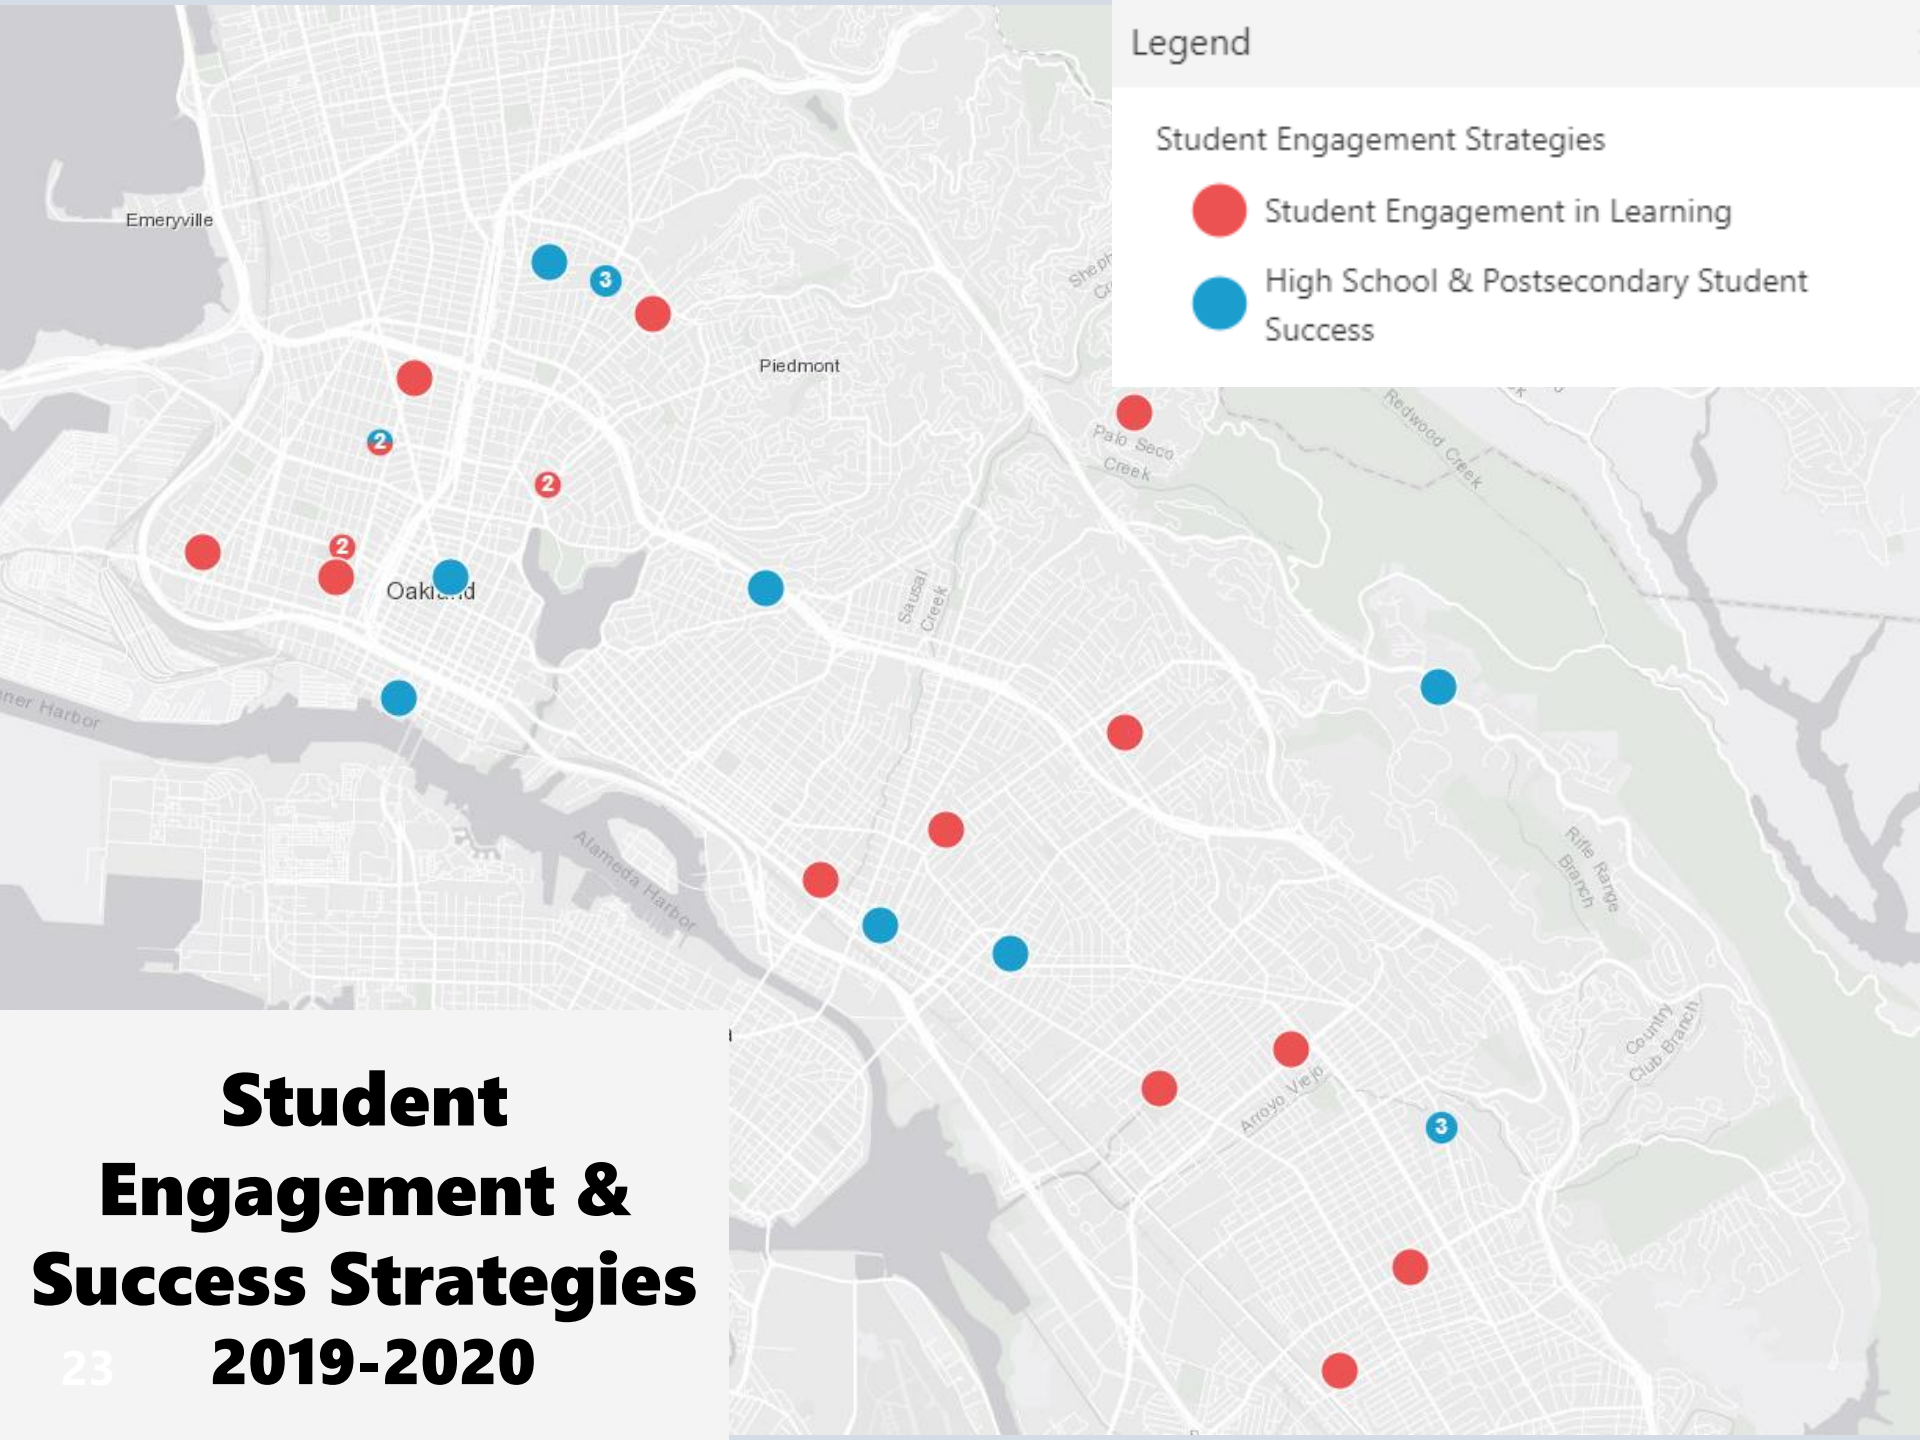 Legend
Student Engagement Strategies
Student Engagement in Learning
High School & Postsecondary Student
Success
Emeryville
3
Piedmont
2
Palo Seco
Creek
Redwood Creek
2
2
Oakland
Sausal
Creek
Alameda Harbor
Rifle Range
Branch
Country
Club Branch
Arroyo Viejo
3
Student
Engagement &
Success Strategies
2019-2020
23